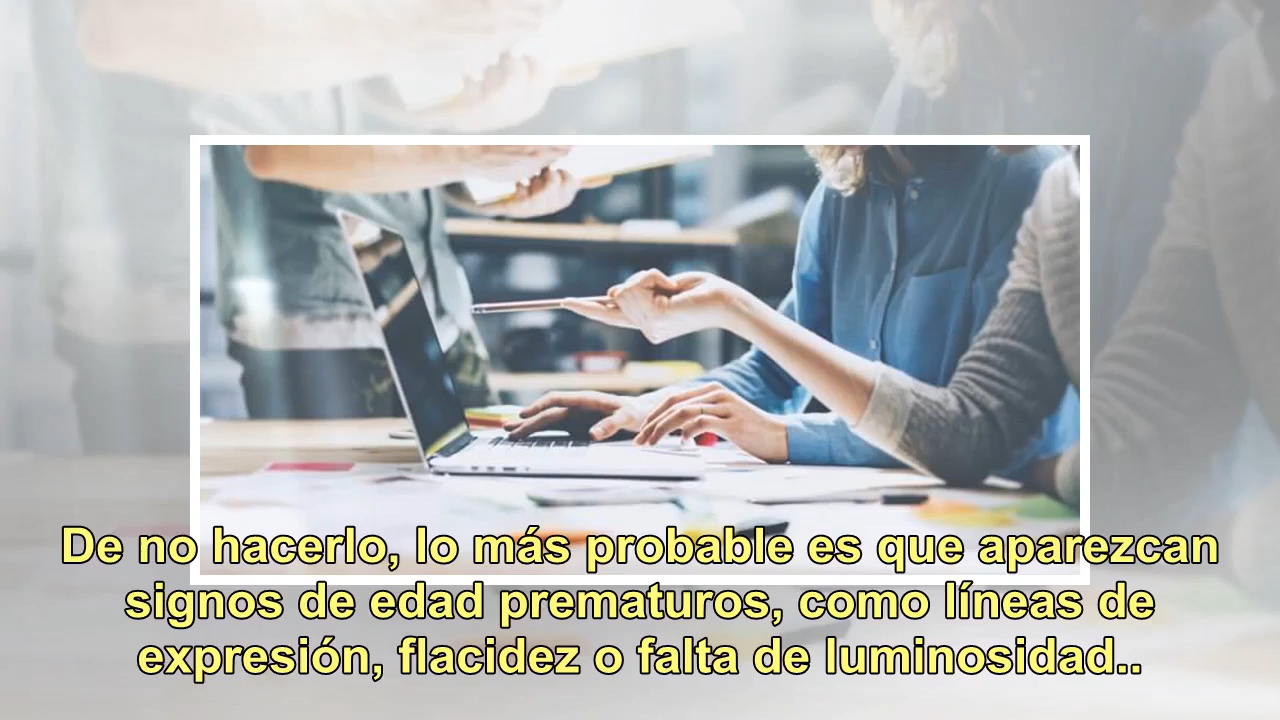 De no hacerlo, lo más probable es que aparezcan
signos de edad prematuros, como líneas de
expresión, flacidez o falta de luminosidad..